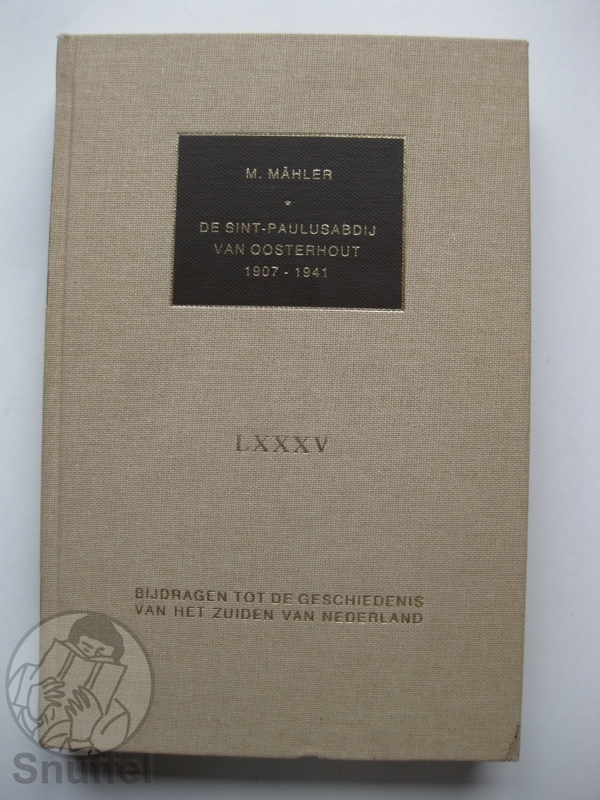 M. MÄHLER
*
DE SINT-PAULUSABDIJ
VAN OOSTERHOUT
1907 - 1941
LXXXV
BIJDRAGEN TOT DE GESCHIEDENIS
VAN HET ZUIDEN VAN NEDERLAND
Snuffel